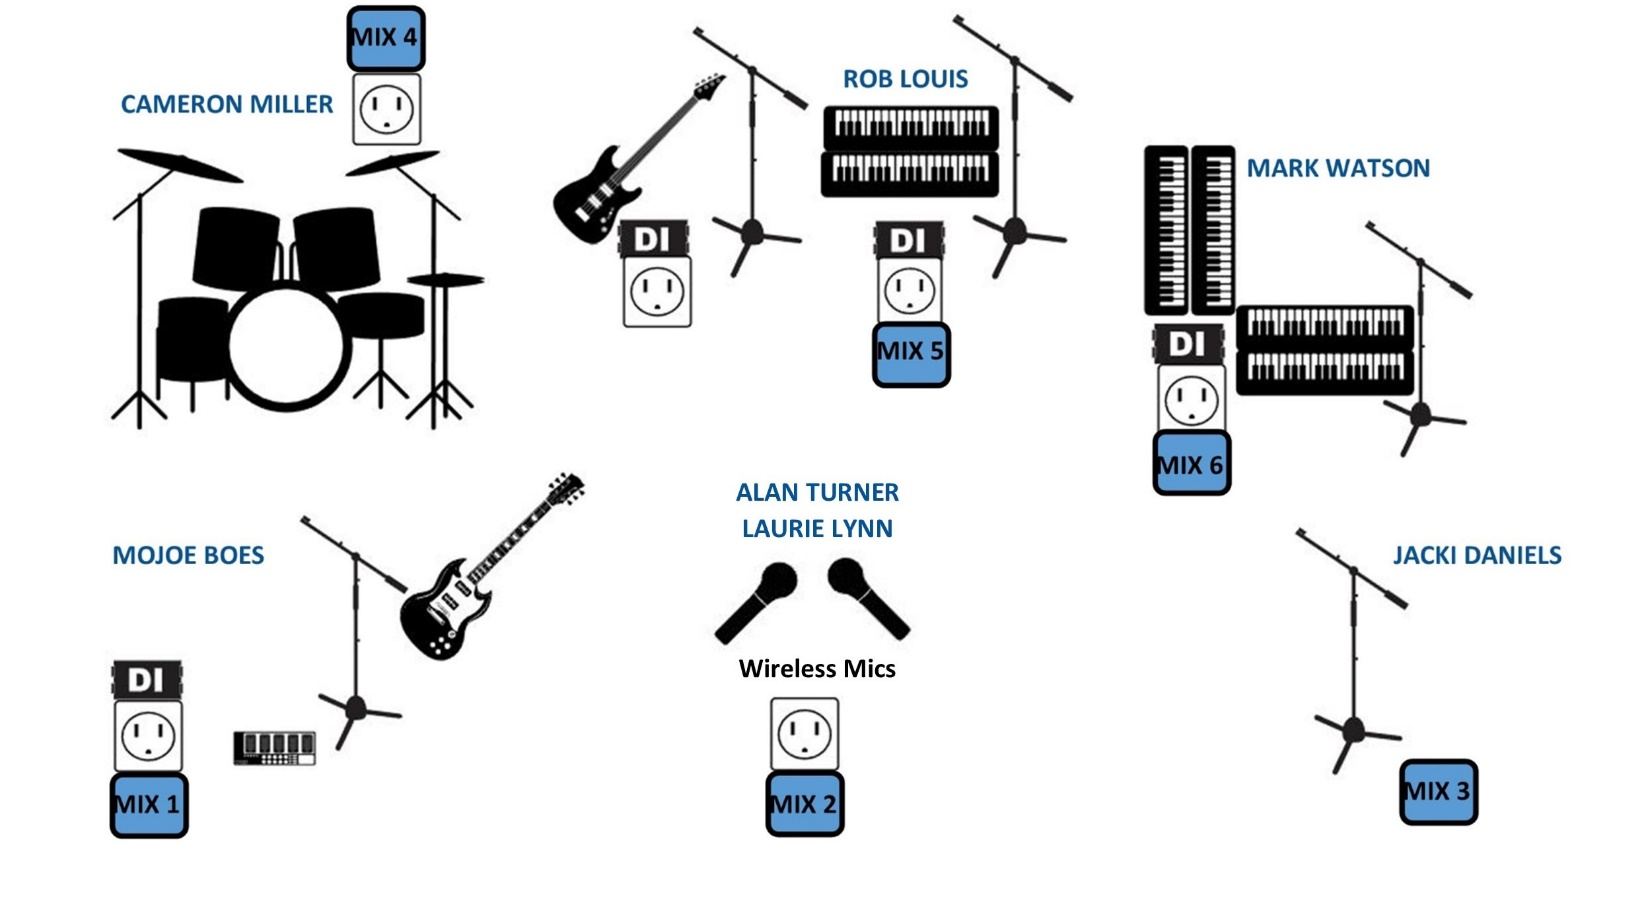 MIX 4
CAMERON MILLER
ROB LOUIS
DI
DI
MIX 5
MARK WATSON
DI
MIX 6
MOJOE BOES
DI
MIX 1
ALAN TURNER
LAURIE LYNN
Wireless Mics
MIX 2
JACKI DANIELS
MIX 3